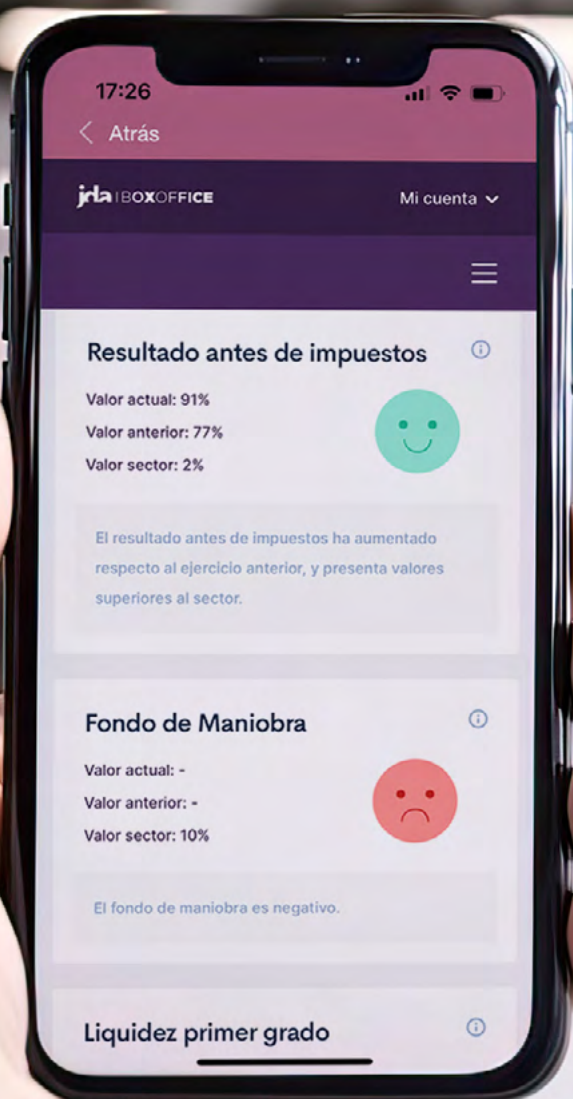 17:26
Atrás
jda BOXOFFICE
Mi cuenta
Resultado antes de impuestos
Valor actual: 91%
Valor anterior: 77%
Valor sector: 2%
El resultado antes de impuestos ha aumentado
respecto al ejercicio anterior, y presenta valores
superiores al sector.
Fondo de Maniobra
Valor actual: -
Valor anterior: -
Valor sector: 10%
El fondo de maniobra es negativo.
Liquidez primer grado